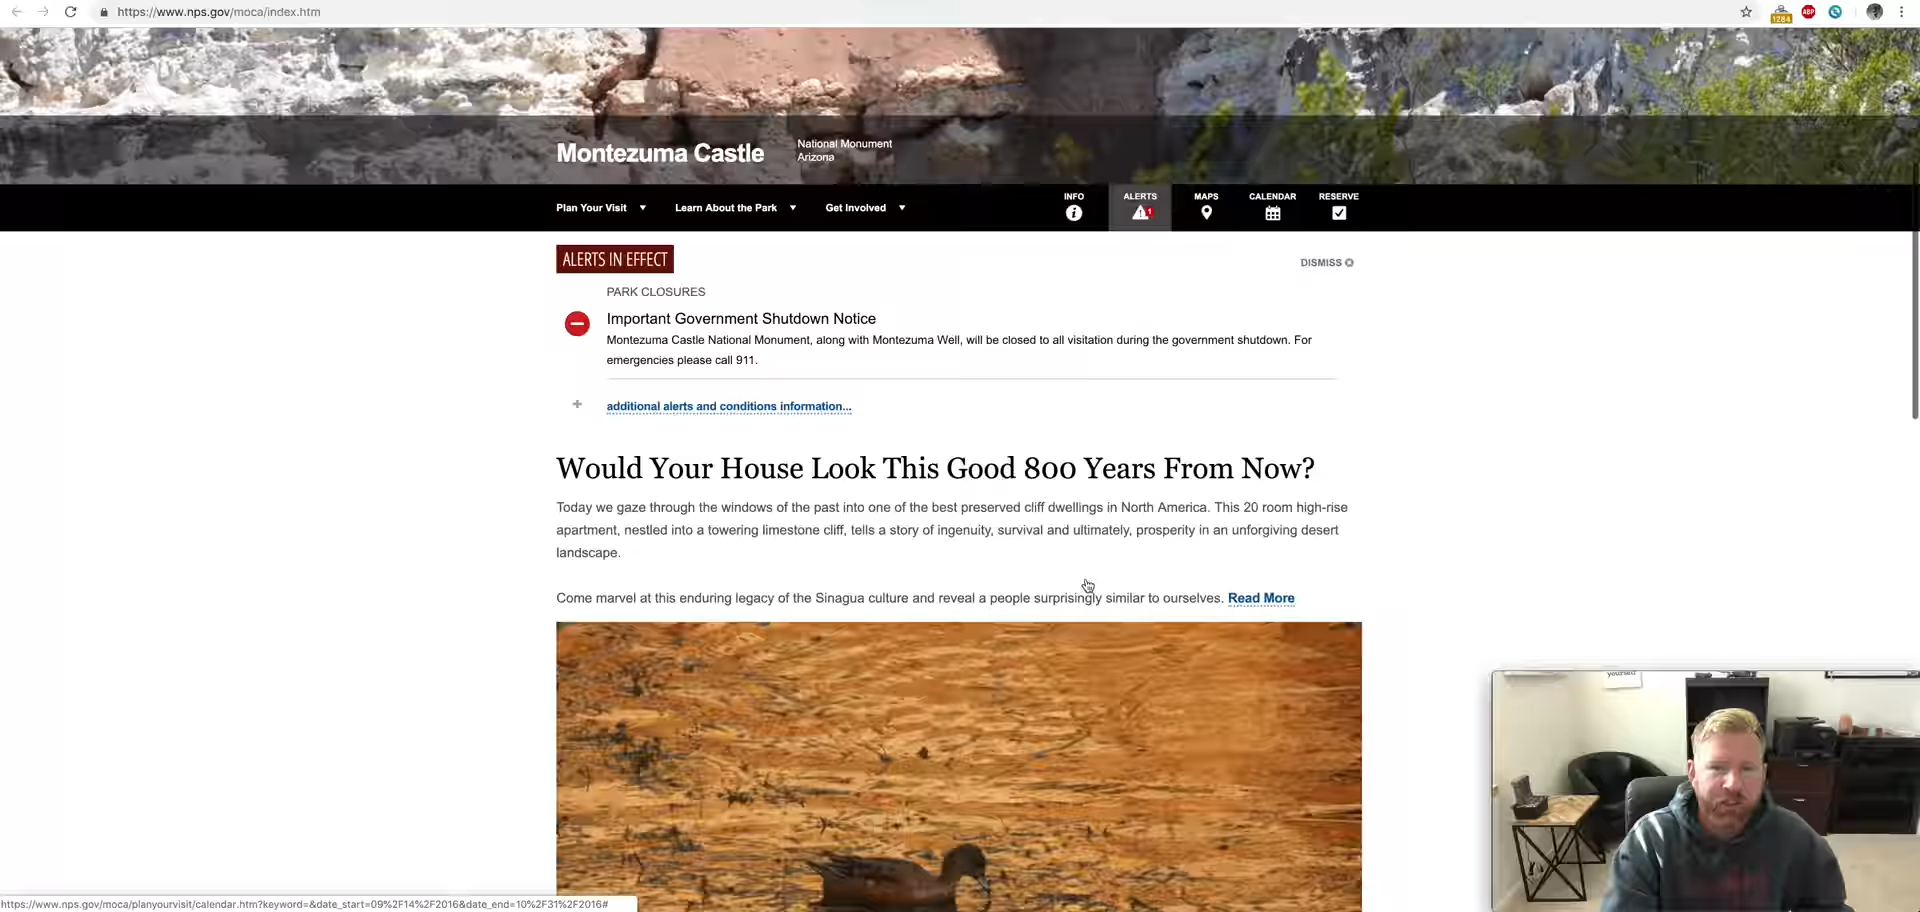 https://www.nps.gov/moca/index.htm
1284
ABP
Montezuma Castle
National Monument
Arizona
Plan Your Visit
Learn About the Park
Get Involved
INFO
ALERTS
1
MAPS
CALENDAR
RESERVE
ALERTS IN EFFECT
DISMISS
PARK CLOSURES
Important Government Shutdown Notice
Montezuma Castle National Monument, along with Montezuma Well, will be closed to all visitation during the government shutdown. For
emergencies please call 911.
additional alerts and conditions information...
Would Your House Look This Good 800 Years From Now?
Today we gaze through the windows of the past into one of the best preserved cliff dwellings in North America. This 20 room high-rise
apartment, nestled into a towering limestone cliff, tells a story of ingenuity, survival and ultimately, prosperity in an unforgiving desert
landscape.
Come marvel at this enduring legacy of the Sinagua culture and reveal a people surprisingly similar to ourselves. Read More
yourself
https://www.nps.gov/moca/planyourvisit/calendar.htm?keyword=&date_start=09%2F14%2F2016&date_end=10%2F31%2F2016#